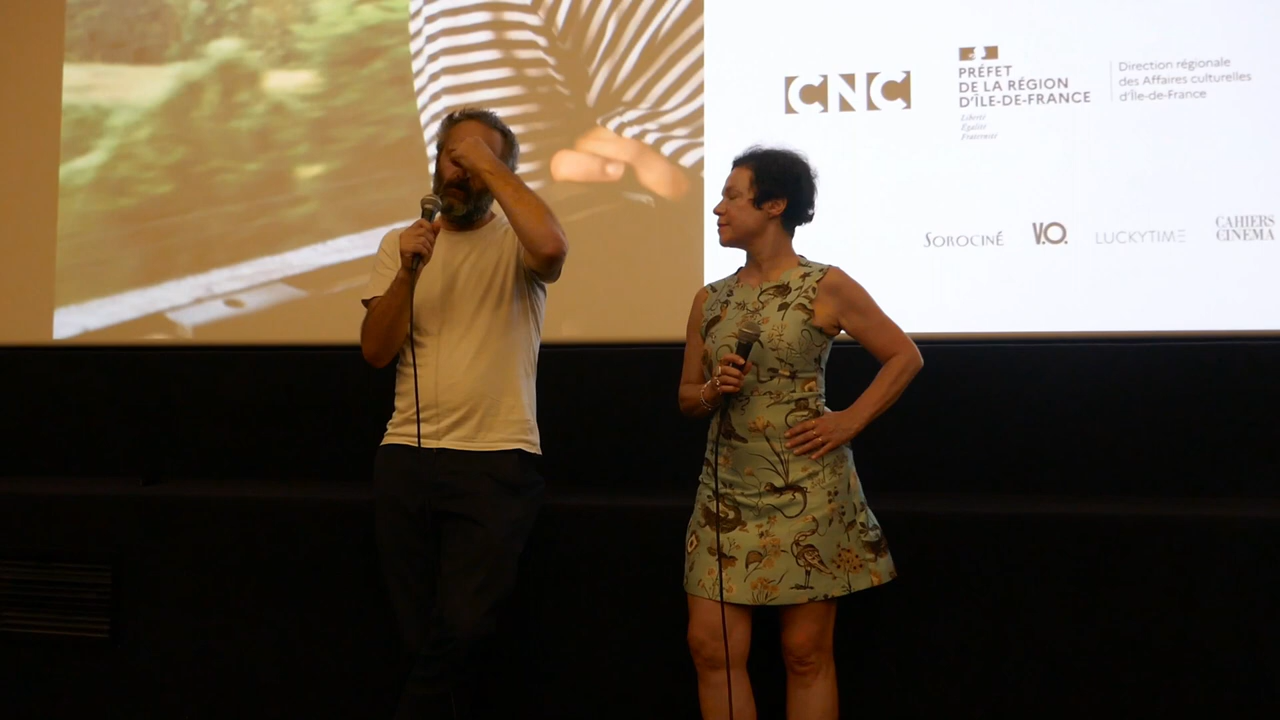 CNC
PRÉFET
DE LA RÉGION
D'ÎLE-DE-FRANCE
Liberté
Égalité
Fraternité
Direction régionale
des Affaires culturelles
d'Île-de-France
SOROCINÉ
V.O.
LUCKYTIME
CAHIERS
CINEMA